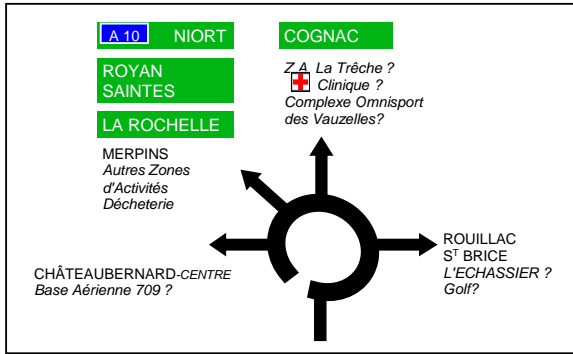 A 10 NIORT
ROYAN
SAINTES
LA ROCHELLE
MERPINS
Autres Zones
d'Activités
Décheterie
COGNAC
Z.A. La Trêche ?
Clinique ?
Complexe Omnisport
des Vauzelles?
CHÂTEAUBERNARD-CENTRE
Base Aérienne 709 ?
ROUILLAC
Sᵀ BRICE
L'ECHASSIER ?
Golf?